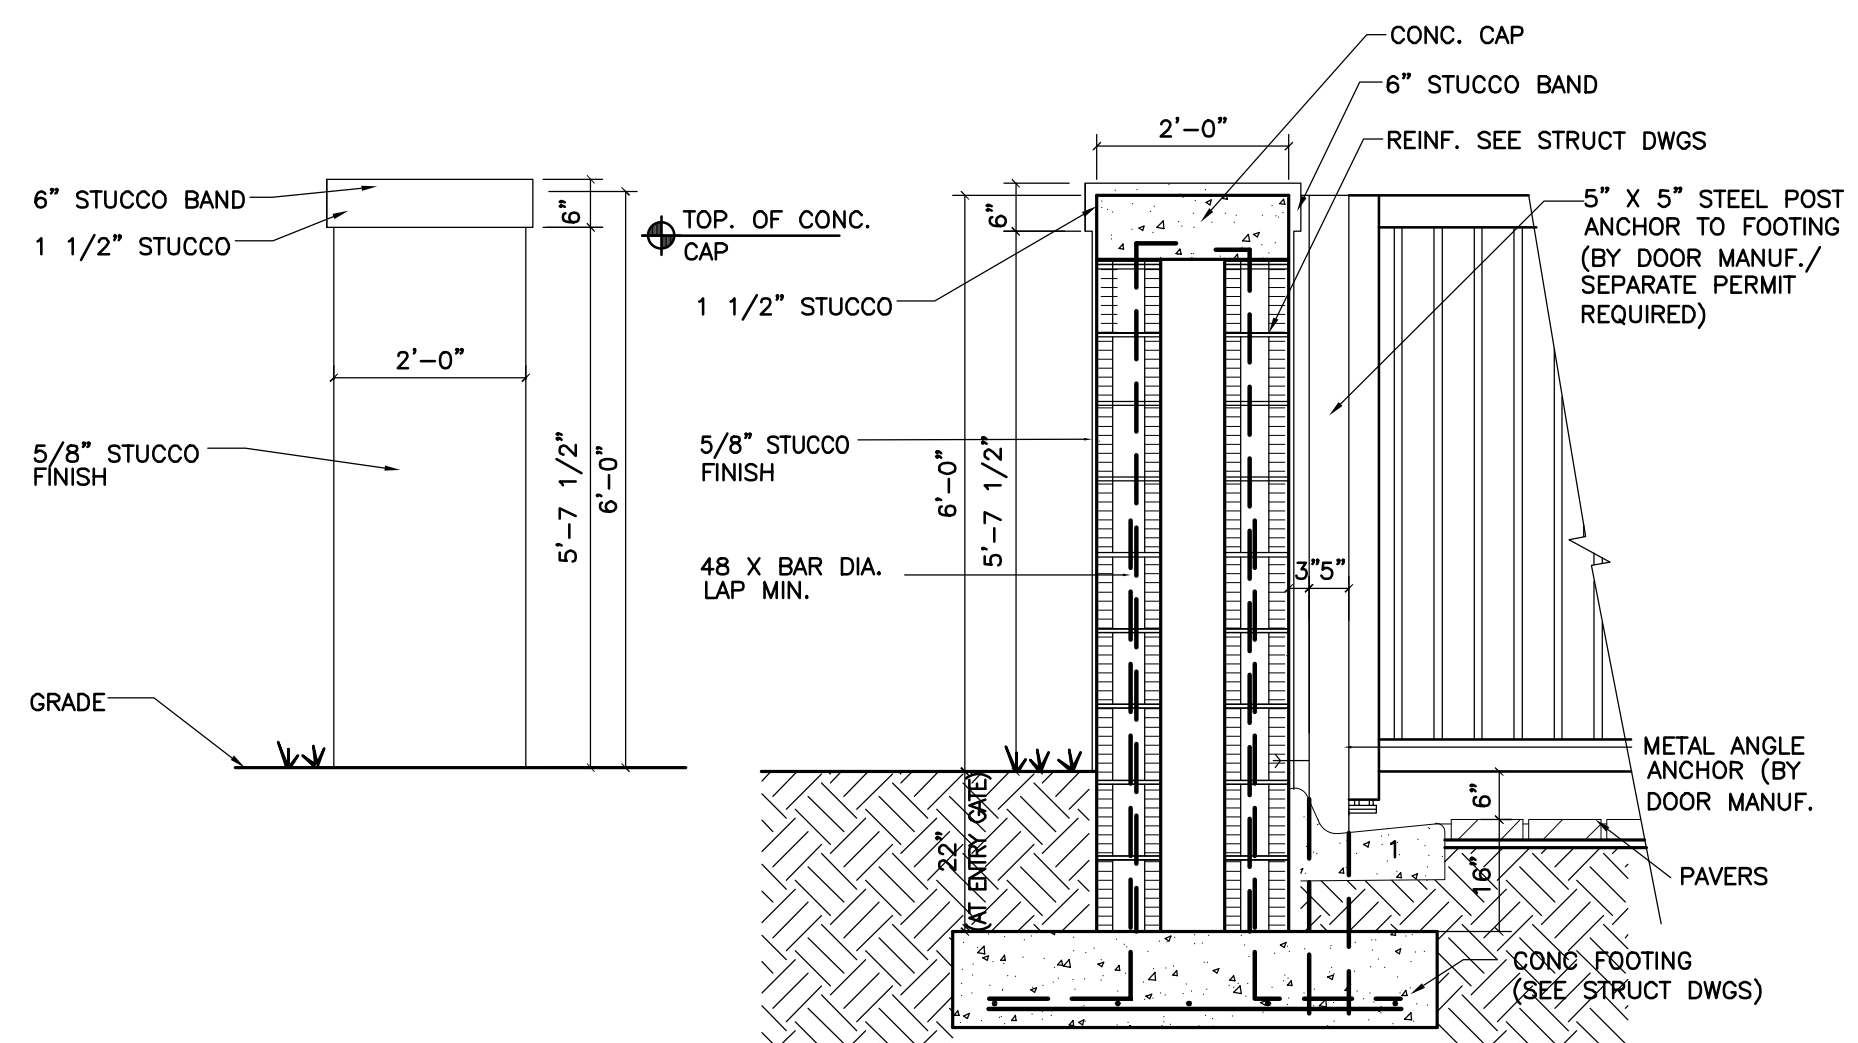 6” STUCCO BAND
1 1/2” STUCCO
6”
2'-0”
5/8” STUCCO
FINISH
5'-7 1/2”
6'-0”
GRADE
TOP. OF CONC.
CAP
CONC. CAP
6” STUCCO BAND
REINF. SEE STRUCT DWGS
2'-0”
6”
1 1/2” STUCCO
5” X 5” STEEL POST
ANCHOR TO FOOTING
(BY DOOR MANUF./
SEPARATE PERMIT
REQUIRED)
5/8” STUCCO
FINISH
6'-0”
5'-7 1/2”
48 X BAR DIA.
LAP MIN.
3”
5”
METAL ANGLE
ANCHOR (BY
DOOR MANUF.
22”
(AT ENTRY GATE)
6”
16”
1
PAVERS
CONC FOOTING
(SEE STRUCT DWGS)